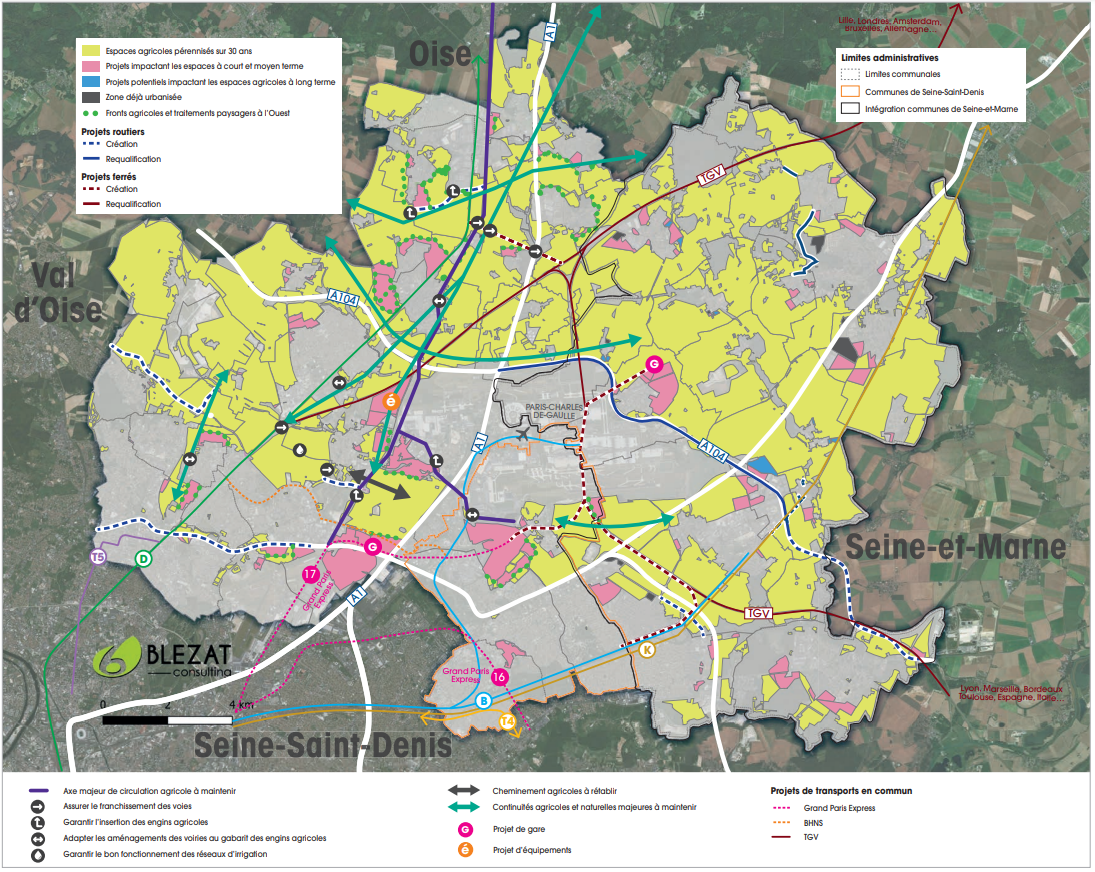 Oise
A1
Lille, Londres, Amsterdam,
Bruxelles, Allemagne...
Espaces agricoles pérennisés sur 30 ans
Projets impactant les espaces à court et moyen terme
Projets potentiels impactant les espaces agricoles à long terme
Zone déjà urbanisée
Fronts agricoles et traitements paysagers à l'Ouest
Projets routiers
Création
Requalification
Projets ferrés
Création
Requalification
Limites administratives
Limites communales
Communes de Seine-Saint-Denis
Intégration communes de Seine-et-Marne
TGV
Val
d'Oise
A104
G
é
PARIS-CHARLES
DE-GAULLE
A1
A104
Seine-et-Marne
T5
D
G
17
Grand Paris
Express
A1
TGV
BLEZAT
consulting
K
Grand Paris
Express
16
B
T4
Lyon, Marseille, Bordeaux
Toulouse, Espagne, Italie...
0 2 4 km
Seine-Saint-Denis
Axe majeur de circulation agricole à maintenir
Assurer le franchissement des voies
Garantir l'insertion des engins agricoles
Adapter les aménagements des voiries au gabarit des engins agricoles
Garantir le bon fonctionnement des réseaux d'irrigation
Cheminement agricoles à rétablir
Continuités agricoles et naturelles majeures à maintenir
G Projet de gare
é Projet d'équipements
Projets de transports en commun
Grand Paris Express
BHNS
TGV